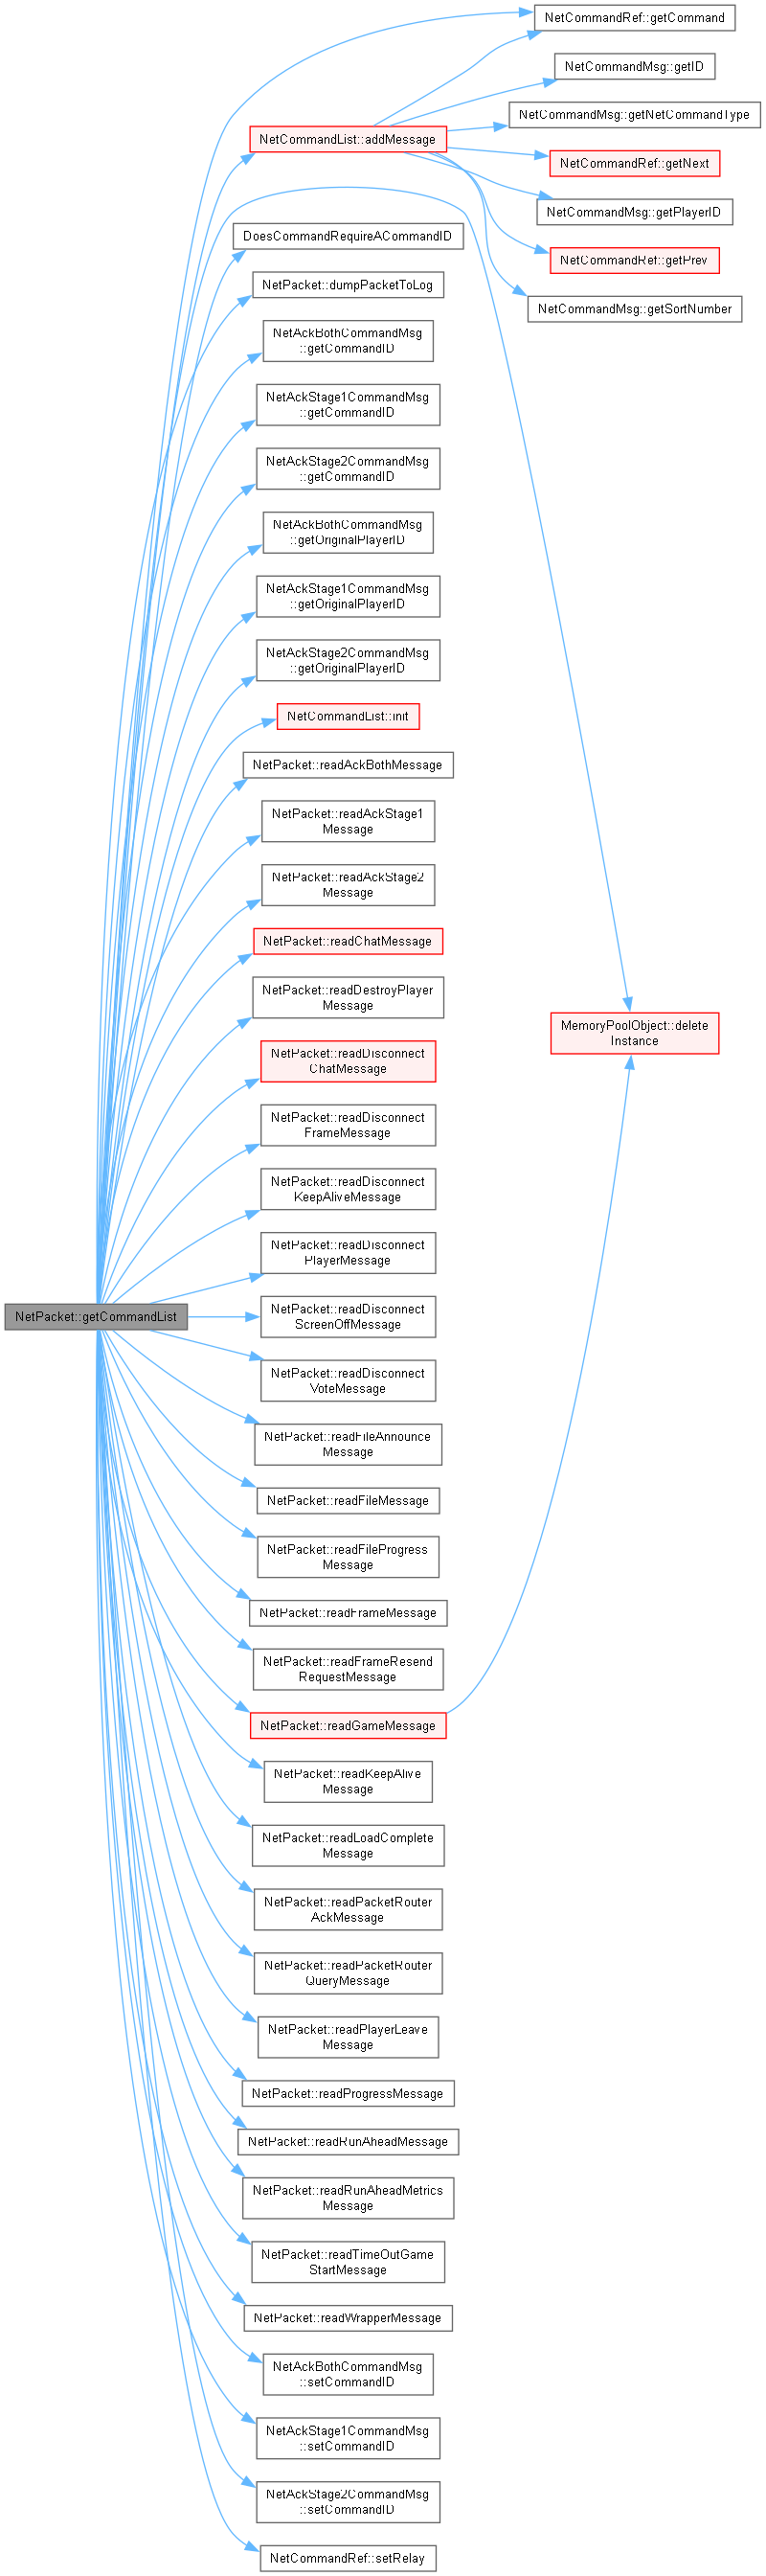 NetCommandRef::getCommand
NetCommandMsg::getID
NetCommandMsg::getNetCommandType
NetCommandList::addMessage
NetCommandRef::getNext
NetCommandMsg::getPlayerID
DoesCommandRequireACommandID
NetCommandRef::getPrev
NetPacket::dumpPacketToLog
NetCommandMsg::getSortNumber
NetAckBothCommandMsg
::getCommandID
NetAckStage1CommandMsg
::getCommandID
NetAckStage2CommandMsg
::getCommandID
NetAckBothCommandMsg
::getOriginalPlayerID
NetAckStage1CommandMsg
::getOriginalPlayerID
NetAckStage2CommandMsg
::getOriginalPlayerID
NetCommandList::init
NetPacket::readAckBothMessage
NetPacket::readAckStage1
Message
NetPacket::readAckStage2
Message
NetPacket::readChatMessage
NetPacket::readDestroyPlayer
Message
MemoryPoolObject::delete
Instance
NetPacket::readDisconnect
ChatMessage
NetPacket::readDisconnect
FrameMessage
NetPacket::readDisconnect
KeepAliveMessage
NetPacket::readDisconnect
PlayerMessage
NetPacket::getCommandList
NetPacket::readDisconnect
ScreenOffMessage
NetPacket::readDisconnect
VoteMessage
NetPacket::readFileAnnounce
Message
NetPacket::readFileMessage
NetPacket::readFileProgress
Message
NetPacket::readFrameMessage
NetPacket::readFrameResend
RequestMessage
NetPacket::readGameMessage
NetPacket::readKeepAlive
Message
NetPacket::readLoadComplete
Message
NetPacket::readPacketRouter
AckMessage
NetPacket::readPacketRouter
QueryMessage
NetPacket::readPlayerLeave
Message
NetPacket::readProgressMessage
NetPacket::readRunAheadMessage
NetPacket::readRunAheadMetrics
Message
NetPacket::readTimeOutGame
StartMessage
NetPacket::readWrapperMessage
NetAckBothCommandMsg
::setCommandID
NetAckStage1CommandMsg
::setCommandID
NetAckStage2CommandMsg
::setCommandID
NetCommandRef::setRelay